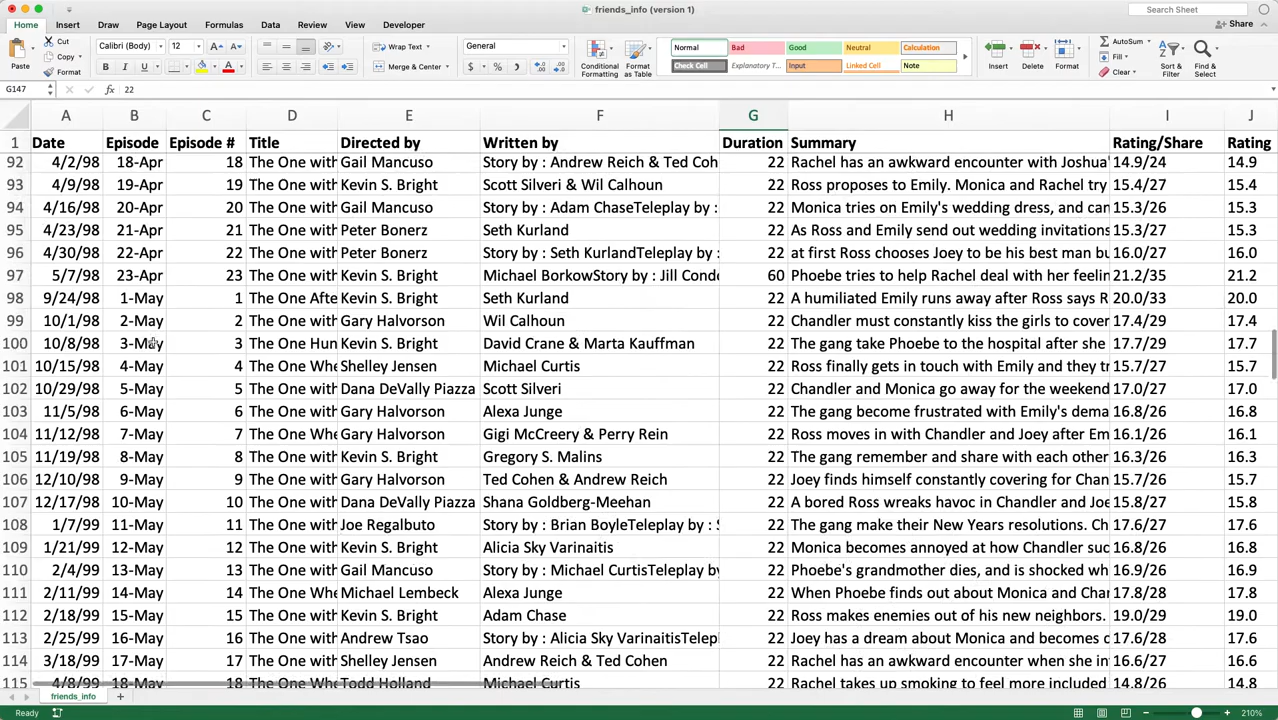 friends_info (version 1)
Search Sheet
Home Insert Draw Page Layout Formulas Data Review View Developer
Share
Paste
Cut
Copy
Format
Calibri (Body) 12
B I U
Wrap Text
Merge & Center
General
$ % ,
Conditional Formatting
Format as Table
Normal Bad Good Neutral Calculation
Check Cell Explanatory T... Input Linked Cell Note
Insert Delete Format
AutoSum
Fill
Clear
Sort & Filter
Find & Select
G147 fx 22
A B C D E F G H I J
1 Date Episode Episode # Title Directed by Written by Duration Summary Rating/Share Rating
92 4/2/98 18-Apr 18 The One with Gail Mancuso Story by : Andrew Reich & Ted Coh 22 Rachel has an awkward encounter with Joshua' 14.9/24 14.9
93 4/9/98 19-Apr 19 The One with Kevin S. Bright Scott Silveri & Wil Calhoun 22 Ross proposes to Emily. Monica and Rachel try 15.4/27 15.4
94 4/16/98 20-Apr 20 The One with Gail Mancuso Story by : Adam ChaseTeleplay by : 22 Monica tries on Emily's wedding dress, and can 15.3/26 15.3
95 4/23/98 21-Apr 21 The One with Peter Bonerz Seth Kurland 22 As Ross and Emily send out wedding invitations 15.3/27 15.3
96 4/30/98 22-Apr 22 The One with Peter Bonerz Story by : Seth KurlandTeleplay by : 22 at first Ross chooses Joey to be his best man bu 16.0/27 16.0
97 5/7/98 23-Apr 23 The One with Kevin S. Bright Michael BorkowStory by : Jill Condo 60 Phoebe tries to help Rachel deal with her feelin 21.2/35 21.2
98 9/24/98 1-May 1 The One Afte Kevin S. Bright Seth Kurland 22 A humiliated Emily runs away after Ross says R 20.0/33 20.0
99 10/1/98 2-May 2 The One with Gary Halvorson Wil Calhoun 22 Chandler must constantly kiss the girls to cover 17.4/29 17.4
100 10/8/98 3-May 3 The One Hun Kevin S. Bright David Crane & Marta Kauffman 22 The gang take Phoebe to the hospital after she 17.7/29 17.7
101 10/15/98 4-May 4 The One Whe Shelley Jensen Michael Curtis 22 Ross finally gets in touch with Emily and they tr 15.7/27 15.7
102 10/29/98 5-May 5 The One with Dana DeVally Piazza Scott Silveri 22 Chandler and Monica go away for the weekend 17.0/27 17.0
103 11/5/98 6-May 6 The One with Gary Halvorson Alexa Junge 22 The gang become frustrated with Emily's dema 16.8/26 16.8
104 11/12/98 7-May 7 The One Whe Gary Halvorson Gigi McCreery & Perry Rein 22 Ross moves in with Chandler and Joey after Em 16.1/26 16.1
105 11/19/98 8-May 8 The One with Kevin S. Bright Gregory S. Malins 22 The gang remember and share with each other 16.3/26 16.3
106 12/10/98 9-May 9 The One with Kevin S. Bright Ted Cohen & Andrew Reich 22 Joey finds himself constantly covering for Chan 15.7/26 15.7
107 12/17/98 10-May 10 The One with Dana DeVally Piazza Shana Goldberg-Meehan 22 A bored Ross wreaks havoc in Chandler and Joe 15.8/27 15.8
108 1/7/99 11-May 11 The One with Joe Regalbuto Story by : Brian BoyleTeleplay by : S 22 The gang make their New Years resolutions. Ch 17.6/27 17.6
109 1/21/99 12-May 12 The One with Kevin S. Bright Alicia Sky Varinaitis 22 Monica becomes annoyed at how Chandler suc 16.8/26 16.8
110 2/4/99 13-May 13 The One with Gail Mancuso Story by : Michael CurtisTeleplay by 22 Phoebe's grandmother dies, and is shocked wh 16.9/26 16.9
111 2/11/99 14-May 14 The One Whe Michael Lembeck Alexa Junge 22 When Phoebe finds out about Monica and Cha 17.8/28 17.8
112 2/18/99 15-May 15 The One with Kevin S. Bright Adam Chase 22 Ross makes enemies out of his new neighbors. 19.0/29 19.0
113 2/25/99 16-May 16 The One with Andrew Tsao Story by : Alicia Sky VarinaitisTelepl 22 Joey has a dream about Monica and becomes o 17.6/28 17.6
114 3/18/99 17-May 17 The One with Shelley Jensen Andrew Reich & Ted Cohen 22 Rachel has an awkward encounter when she in 16.6/27 16.6
115 4/8/99 18-May 18 The One with Todd Holland Michael Curtis 22 Rachel takes up smoking to feel more included 14.8/26 14.8
friends_info
Ready
210%